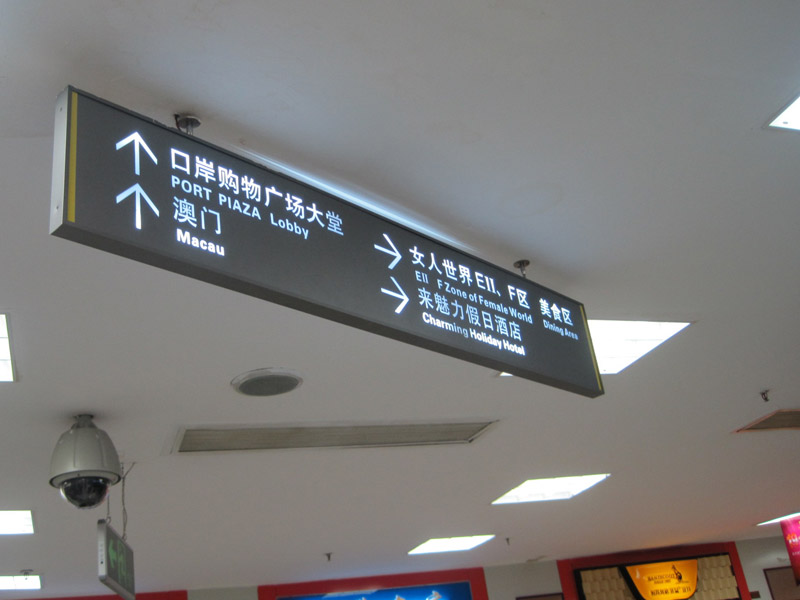 口岸购物广场大堂
PORT PIAZA Lobby
澳门
Macau
女人世界EII、F区 美食区
EII F Zone of Female World Dining Area
来魅力假日酒店
Charming Holiday Hotel